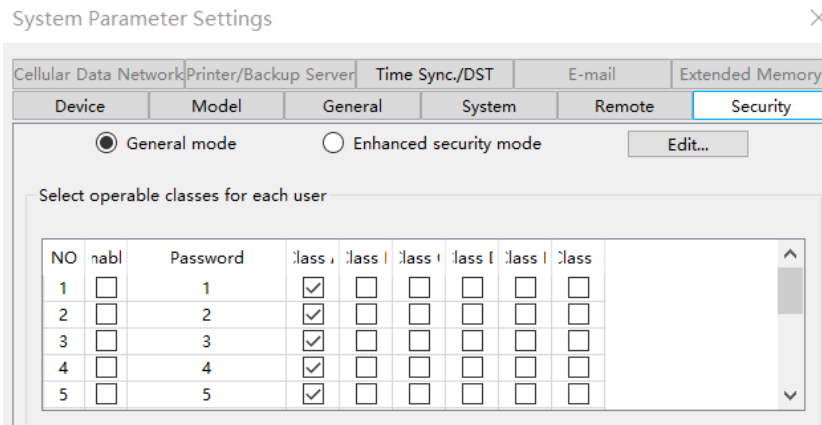 System Parameter Settings
Cellular Data Network Printer/Backup Server Time Sync./DST E-mail Extended Memory
Device Model General System Remote Security
General mode Enhanced security mode Edit...
Select operable classes for each user
NO Password
1 1
2 2
3 3
4 4
5 5